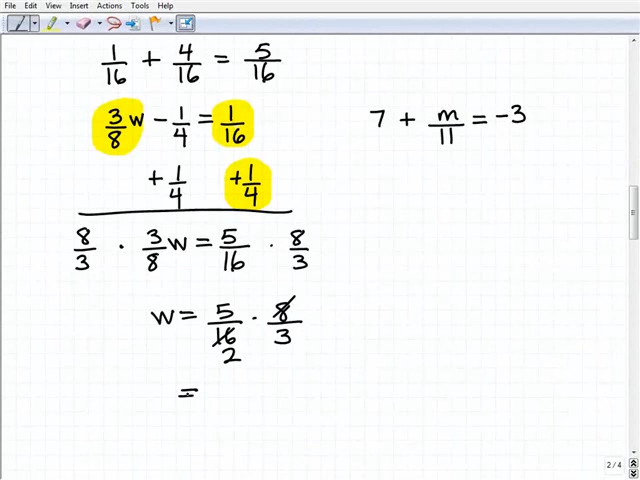 File Edit View Insert Actions Tools Help
1/16 + 4/16 = 5/16
3/8 w - 1/4 = 1/16
7 + m/11 = -3
+ 1/4 + 1/4
8/3 · 3/8 w = 5/16 · 8/3
w = 5/16 · 8/3
2
=
2 / 4